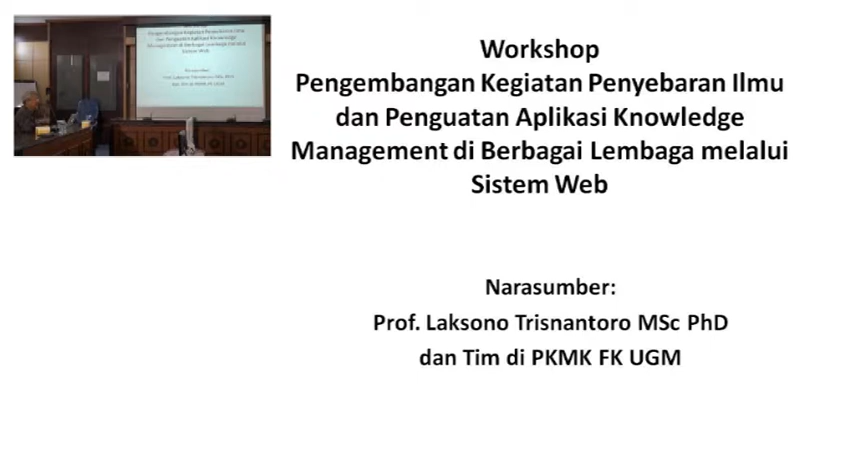 Workshop
Pengembangan Kegiatan Penyebaran Ilmu
dan Penguatan Aplikasi Knowledge
Management di Berbagai Lembaga melalui
Sistem Web
Narasumber:
Prof. Laksono Trisnantoro MSc PhD
dan Tim di PKMK FK UGM